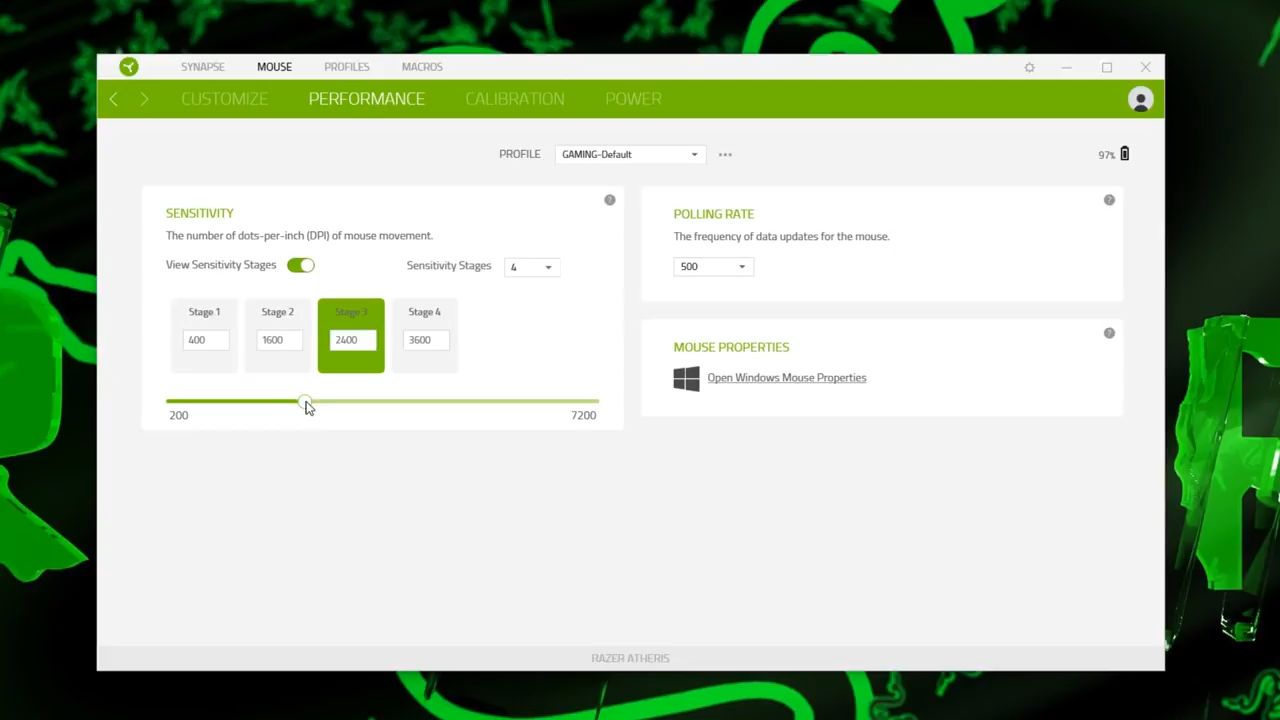 SYNAPSE MOUSE PROFILES MACROS
CUSTOMIZE PERFORMANCE CALIBRATION POWER
PROFILE GAMING-Default
97%
SENSITIVITY
The number of dots-per-inch (DPI) of mouse movement.
View Sensitivity Stages Sensitivity Stages 4
Stage 1 Stage 2 Stage 3 Stage 4
400 1600 2400 3600
200 7200
POLLING RATE
The frequency of data updates for the mouse.
500
MOUSE PROPERTIES
Open Windows Mouse Properties
RAZER ATHERIS